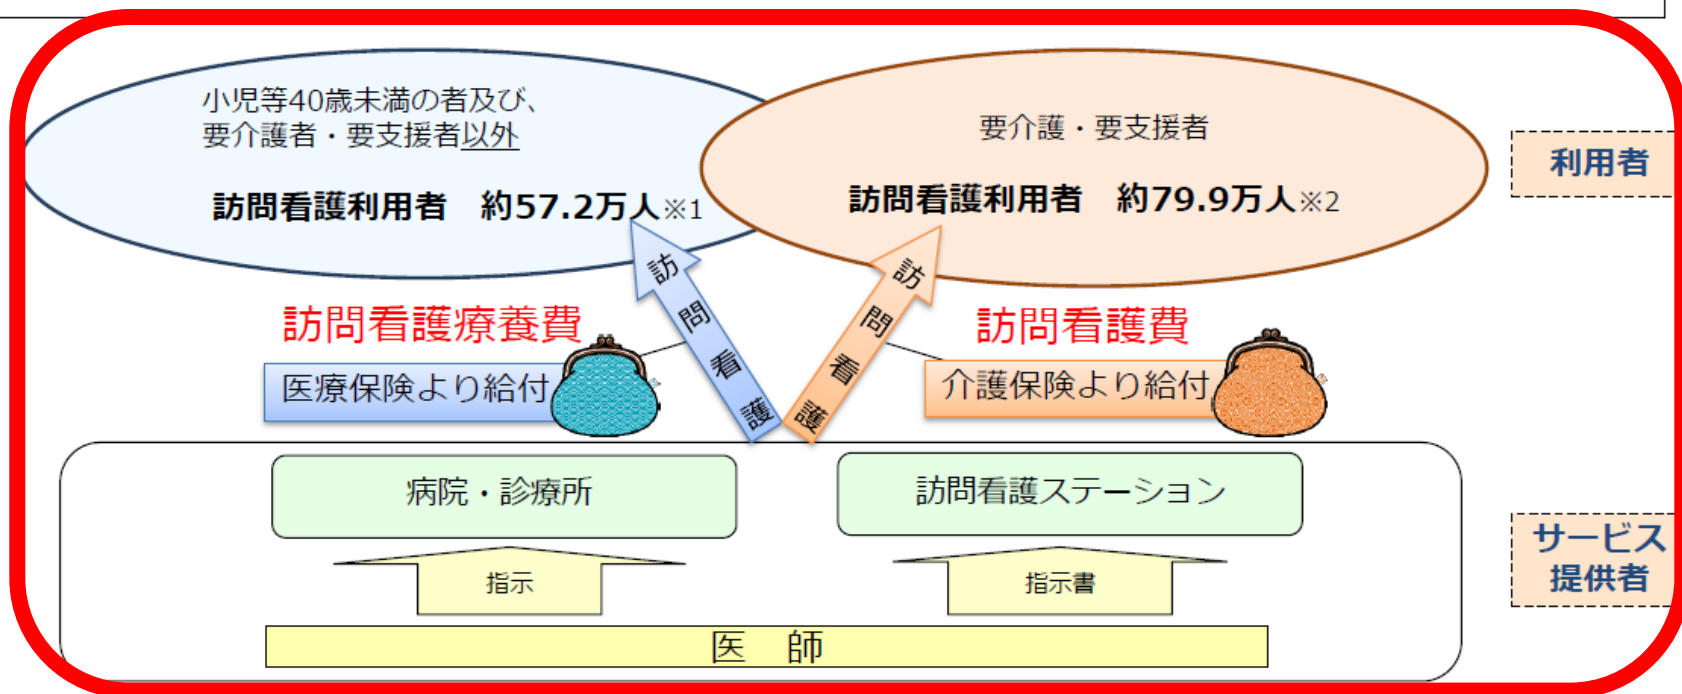 小児等40歳未満の者及び、
要介護者・要支援者以外
訪問看護利用者　約57.2万人※1
要介護・要支援者
訪問看護利用者　約79.9万人※2
利用者
訪問看護
訪問看護
訪問看護療養費
医療保険より給付
訪問看護費
介護保険より給付
病院・診療所
訪問看護ステーション
指示
指示書
医　師
サービス
提供者